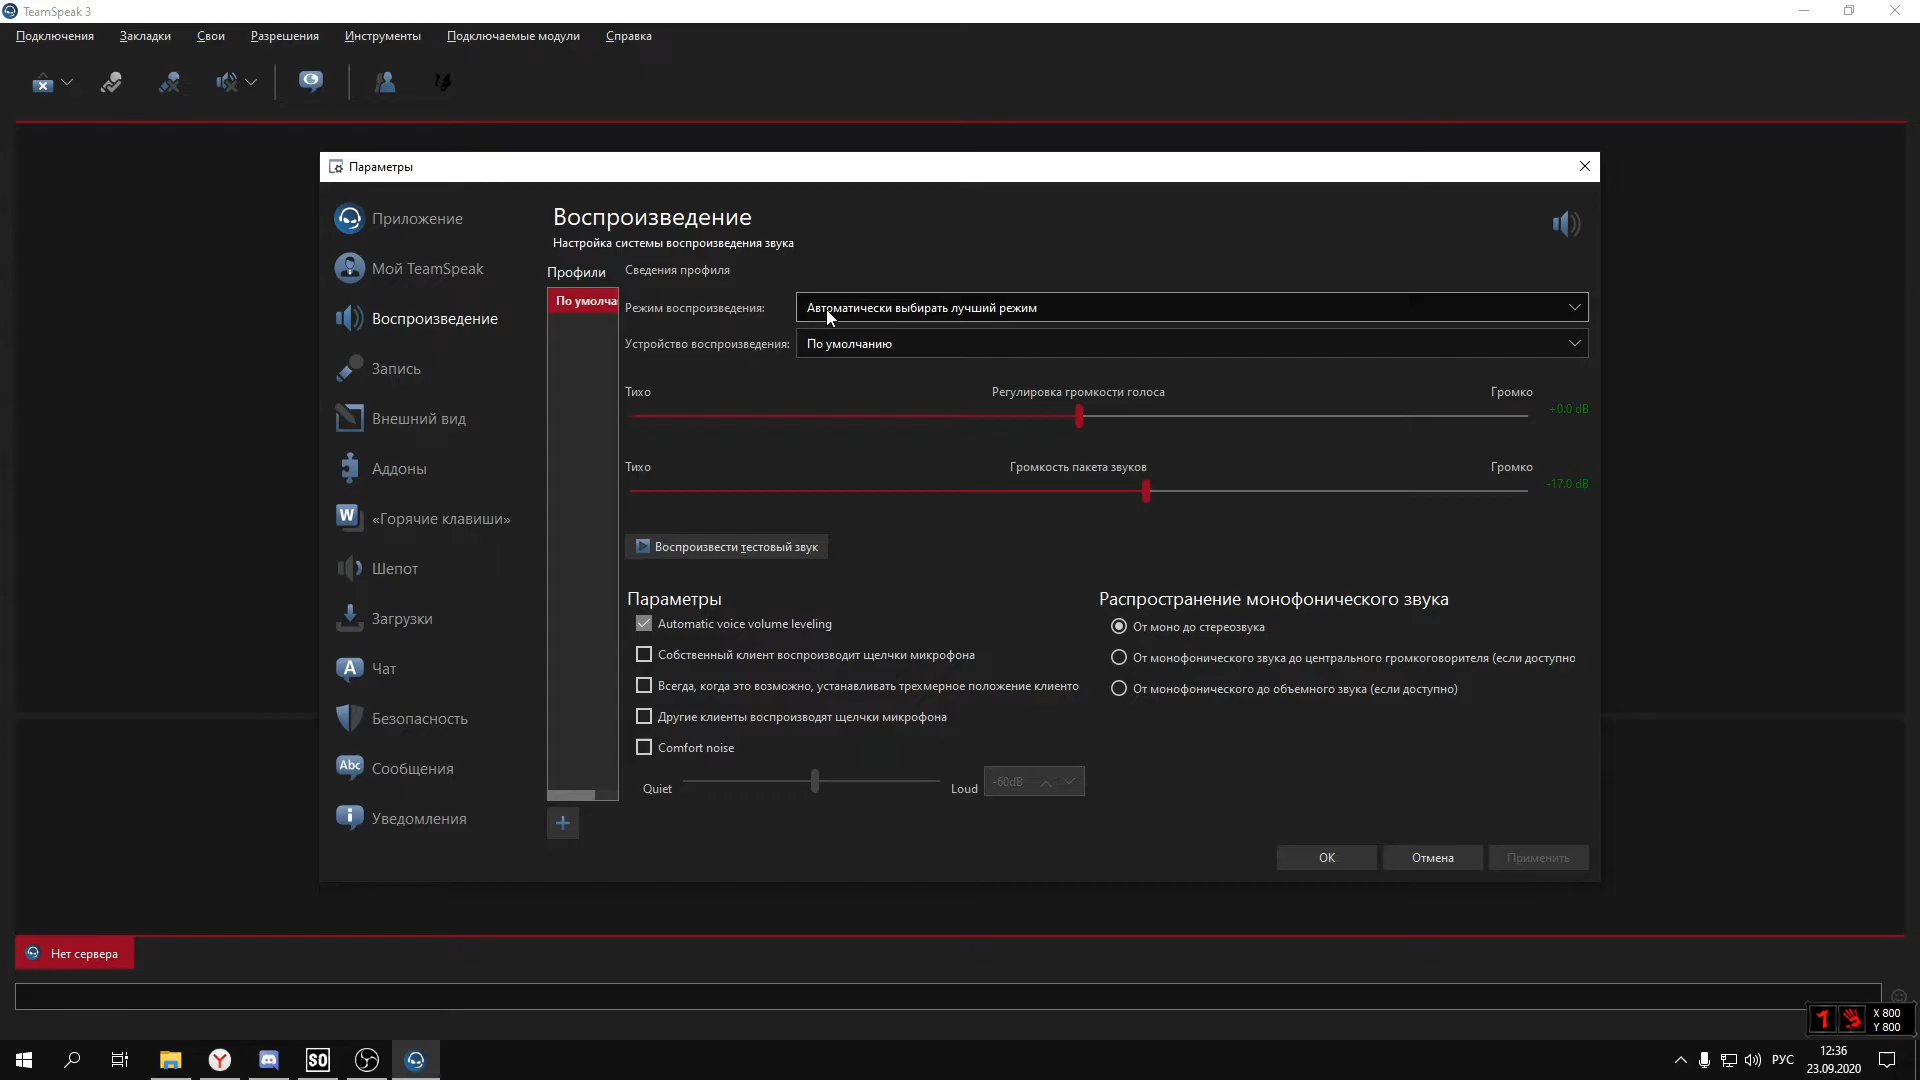 TeamSpeak 3
Подключения Закладки Свои Разрешения Инструменты Подключаемые модули Справка
Параметры
Приложение
Мой TeamSpeak
Воспроизведение
Запись
Внешний вид
Аддоны
W «Горячие клавиши»
Шепот
Загрузки
A Чат
Безопасность
Abc Сообщения
i Уведомления
Воспроизведение
Настройка системы воспроизведения звука
Профили
По умолча
Сведения профиля
Режим воспроизведения: Автоматически выбирать лучший режим
Устройство воспроизведения: По умолчанию
Тихо Регулировка громкости голоса Громко
+0.0 dB
Тихо Громкость пакета звуков Громко
-17.0 dB
Воспроизвести тестовый звук
Параметры
Automatic voice volume leveling
Собственный клиент воспроизводит щелчки микрофона
Всегда, когда это возможно, устанавливать трехмерное положение клиенто
Другие клиенты воспроизводят щелчки микрофона
Comfort noise
Quiet Loud -60dB
Распространение монофонического звука
От моно до стереозвука
От монофонического звука до центрального громкоговорителя (если доступно
От монофонического до объемного звука (если доступно)
ОК Отмена Применить
Нет сервера
X 800
Y 800
SO
РУС
12:36
23.09.2020